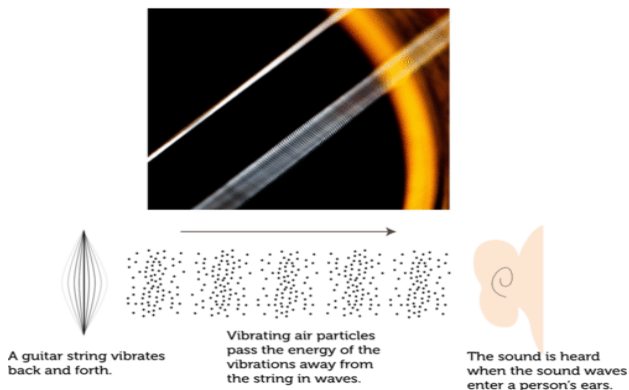 A guitar string vibrates
back and forth.
Vibrating air particles
pass the energy of the
vibrations away from
the string in waves.
The sound is heard
when the sound waves
enter a person's ears.